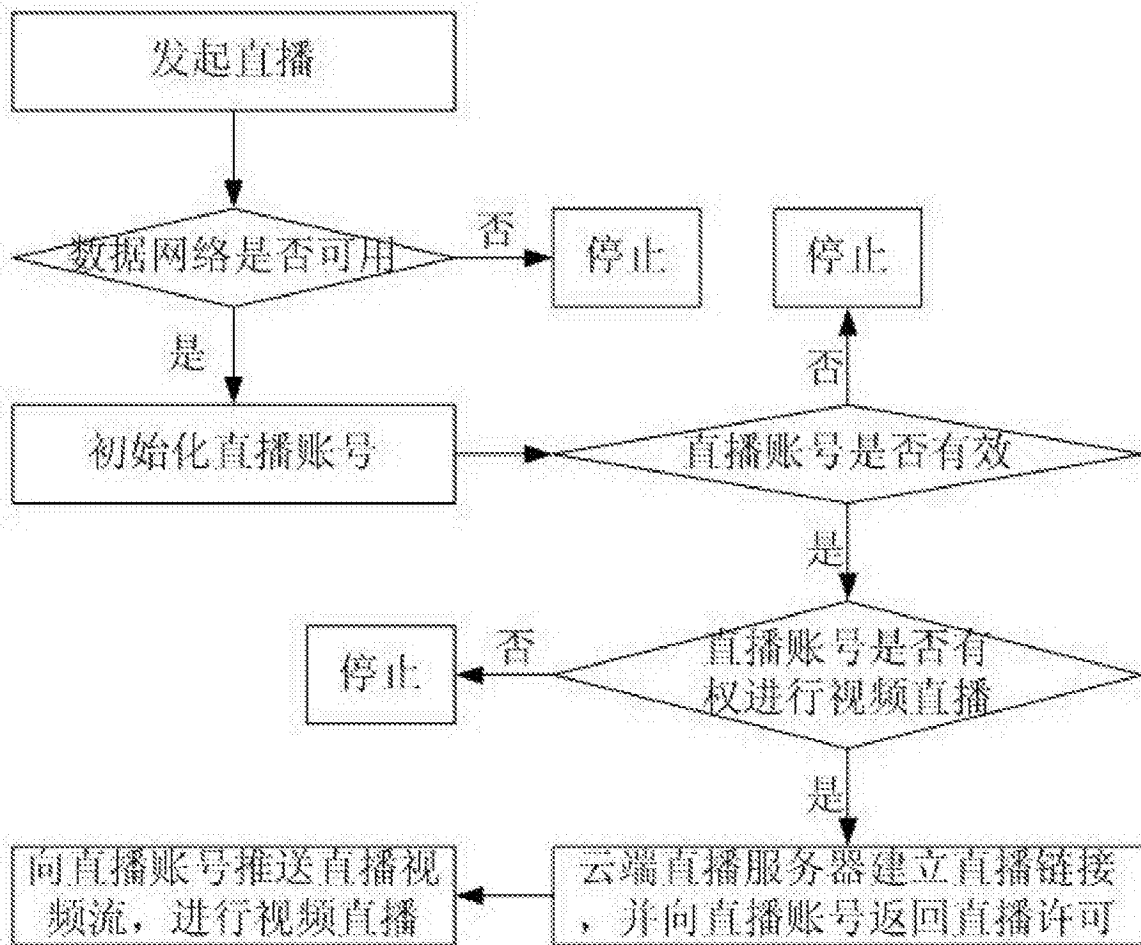 发起直播
数据网络是否可用
否
停止
停止
是
否
初始化直播账号
直播账号是否有效
是
直播账号是否有
权进行视频直播
否
停止
是
云端直播服务器建立直播链接
，并向直播账号返回直播许可
向直播账号推送直播视
频流，进行视频直播